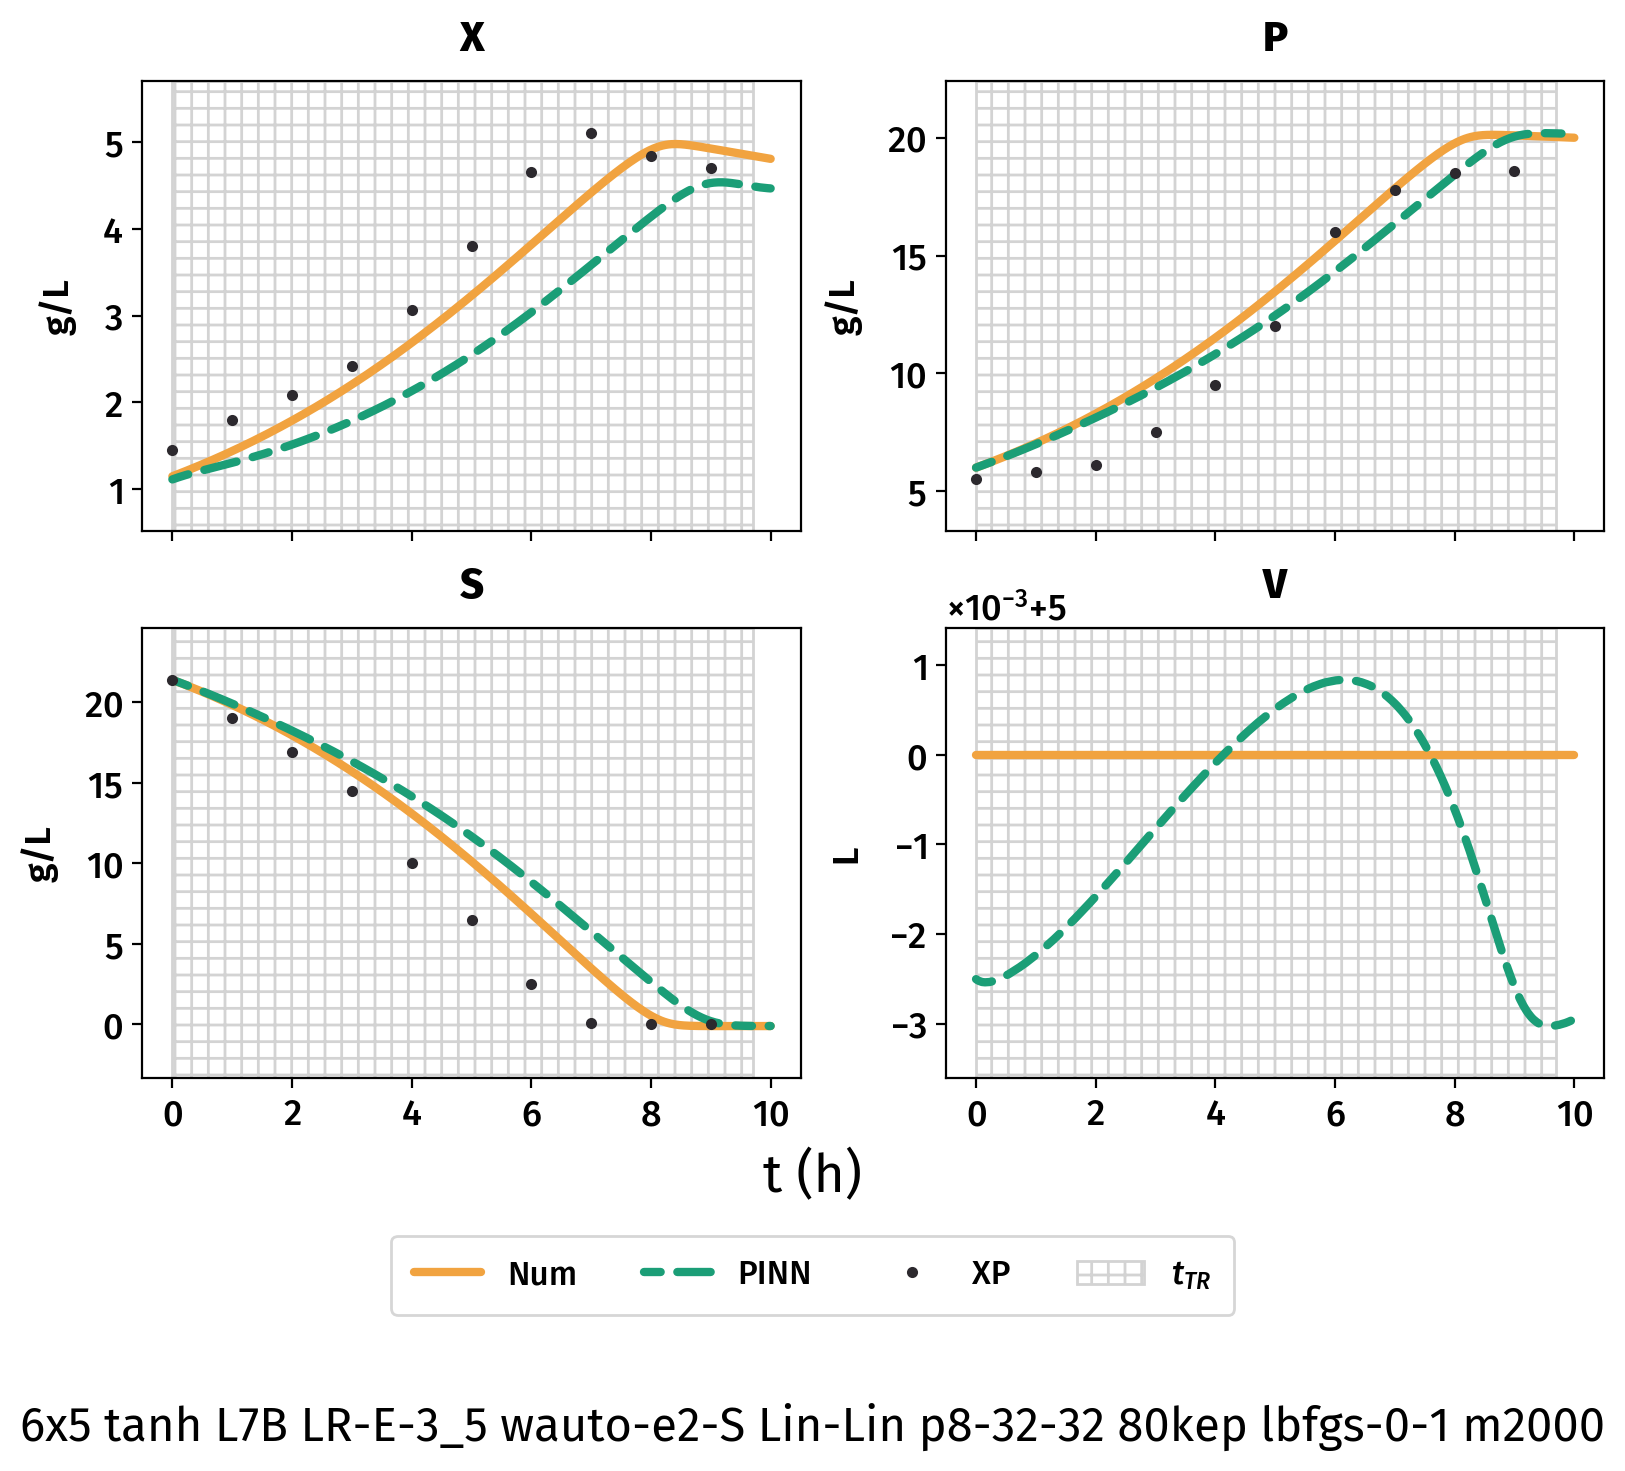 X
P
5
4
3
2
1
g/L
20
15
10
5
g/L
S
V
×10⁻³+5
20
15
10
5
0
g/L
1
0
−1
−2
−3
L
0 2 4 6 8 10
0 2 4 6 8 10
t (h)
Num PINN XP t_TR
6x5 tanh L7B LR-E-3_5 wauto-e2-S Lin-Lin p8-32-32 80kep lbfgs-0-1 m2000